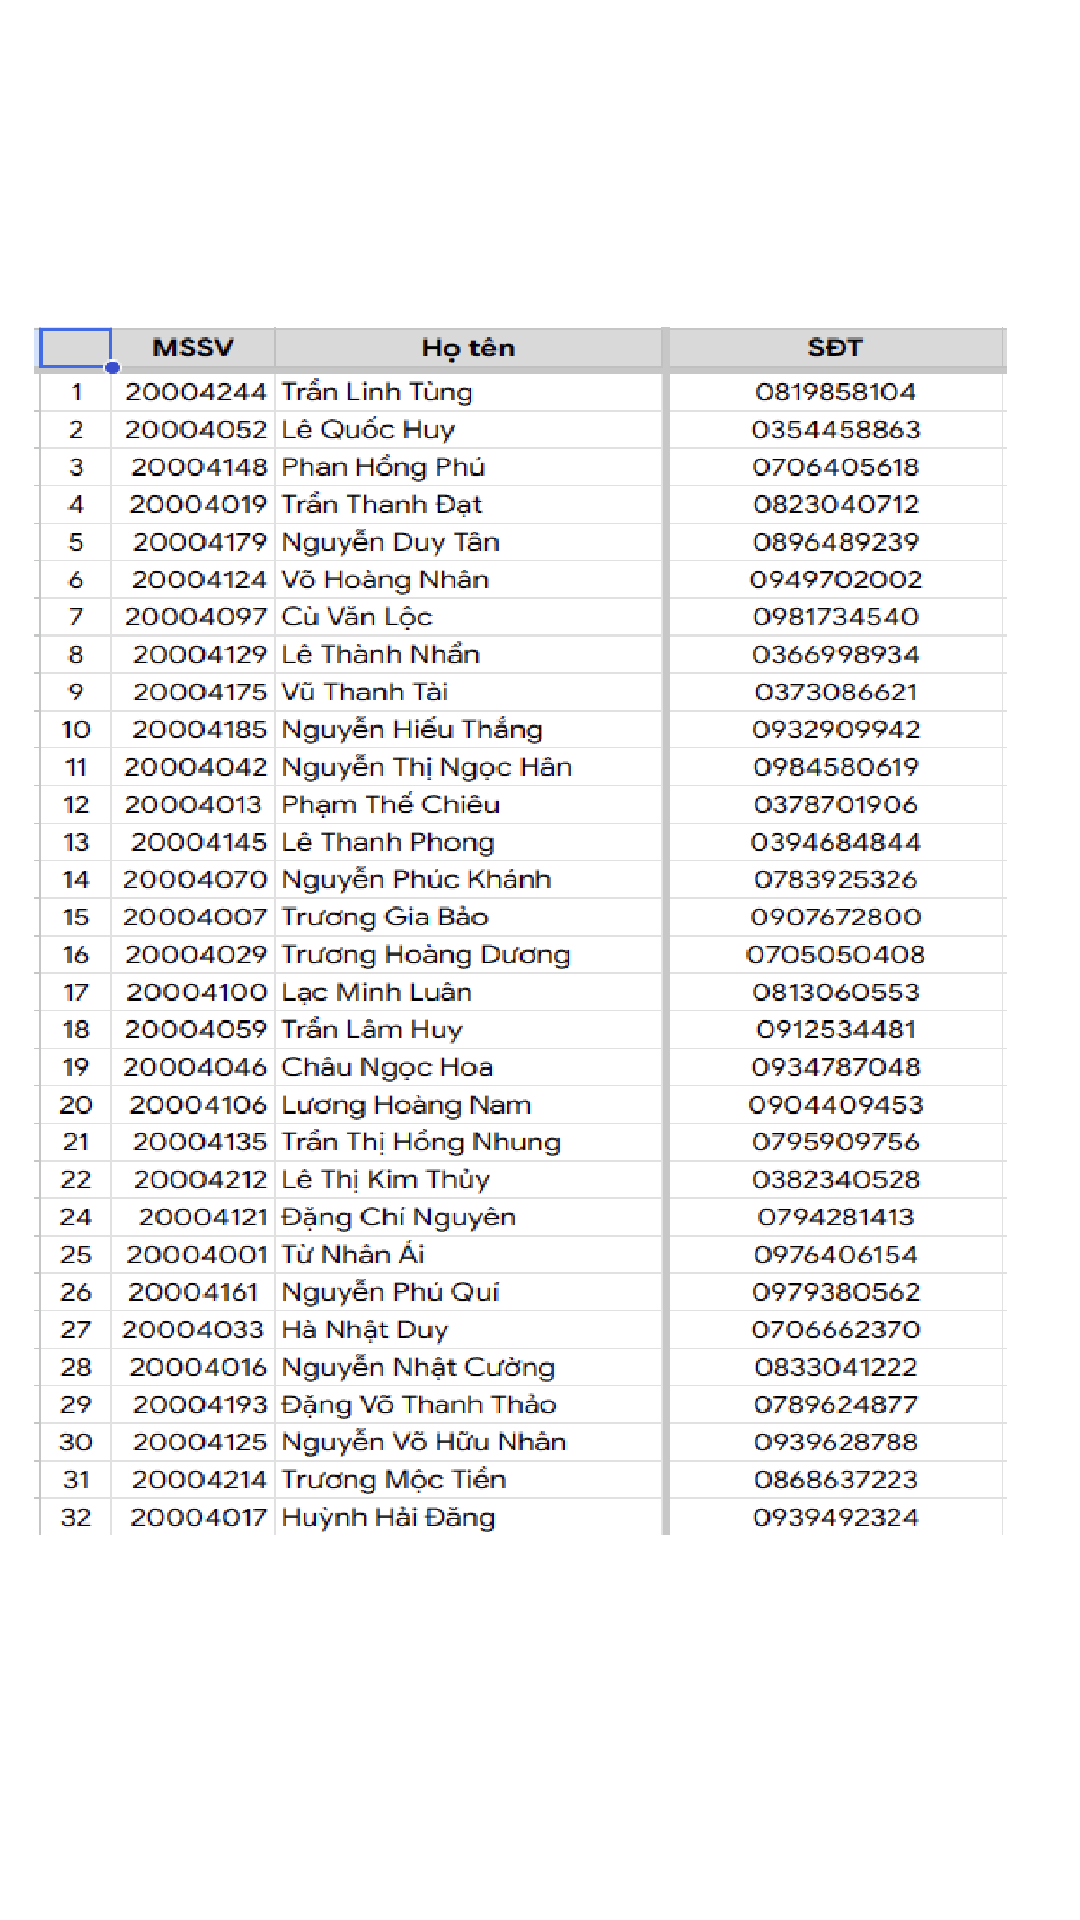 MSSV Họ tên SĐT
1 20004244 Trần Linh Tùng 0819858104
2 20004052 Lê Quốc Huy 0354458863
3 20004148 Phan Hồng Phú 0706405618
4 20004019 Trần Thanh Đạt 0823040712
5 20004179 Nguyễn Duy Tân 0896489239
6 20004124 Võ Hoàng Nhân 0949702002
7 20004097 Cù Văn Lộc 0981734540
8 20004129 Lê Thành Nhẩn 0366998934
9 20004175 Vũ Thanh Tài 0373086621
10 20004185 Nguyễn Hiếu Thắng 0932909942
11 20004042 Nguyễn Thị Ngọc Hân 0984580619
12 20004013 Phạm Thế Chiêu 0378701906
13 20004145 Lê Thanh Phong 0394684844
14 20004070 Nguyễn Phúc Khánh 0783925326
15 20004007 Trương Gia Bảo 0907672800
16 20004029 Trương Hoàng Dương 0705050408
17 20004100 Lạc Minh Luân 0813060553
18 20004059 Trần Lâm Huy 0912534481
19 20004046 Châu Ngọc Hoa 0934787048
20 20004106 Lương Hoàng Nam 0904409453
21 20004135 Trần Thị Hồng Nhung 0795909756
22 20004212 Lê Thị Kim Thủy 0382340528
24 20004121 Đặng Chí Nguyên 0794281413
25 20004001 Từ Nhân Ái 0976406154
26 20004161 Nguyễn Phú Quí 0979380562
27 20004033 Hà Nhật Duy 0706662370
28 20004016 Nguyễn Nhật Cường 0833041222
29 20004193 Đặng Võ Thanh Thảo 0789624877
30 20004125 Nguyễn Võ Hữu Nhân 0939628788
31 20004214 Trương Mộc Tiền 0868637223
32 20004017 Huỳnh Hải Đăng 0939492324